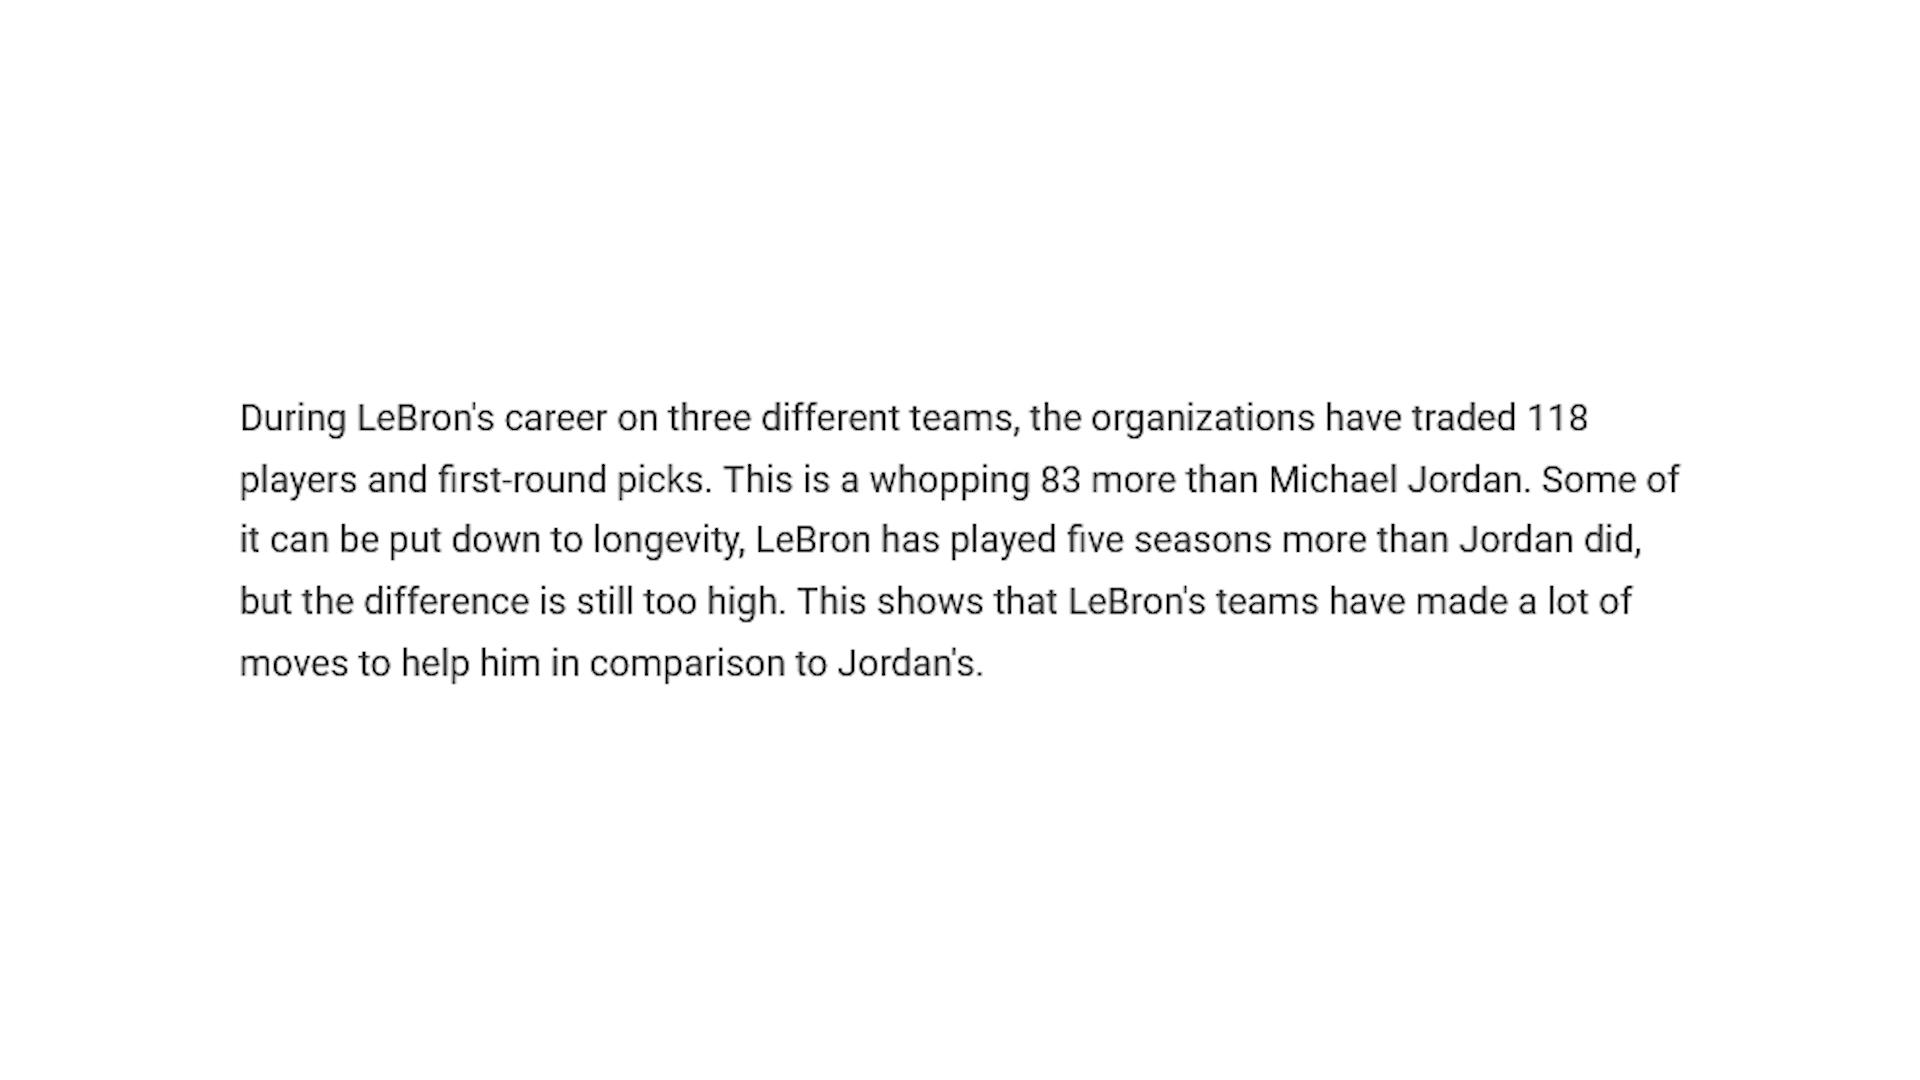 During LeBron's career on three different teams, the organizations have traded 118
players and first-round picks. This is a whopping 83 more than Michael Jordan. Some of
it can be put down to longevity, LeBron has played five seasons more than Jordan did,
but the difference is still too high. This shows that LeBron's teams have made a lot of
moves to help him in comparison to Jordan's.